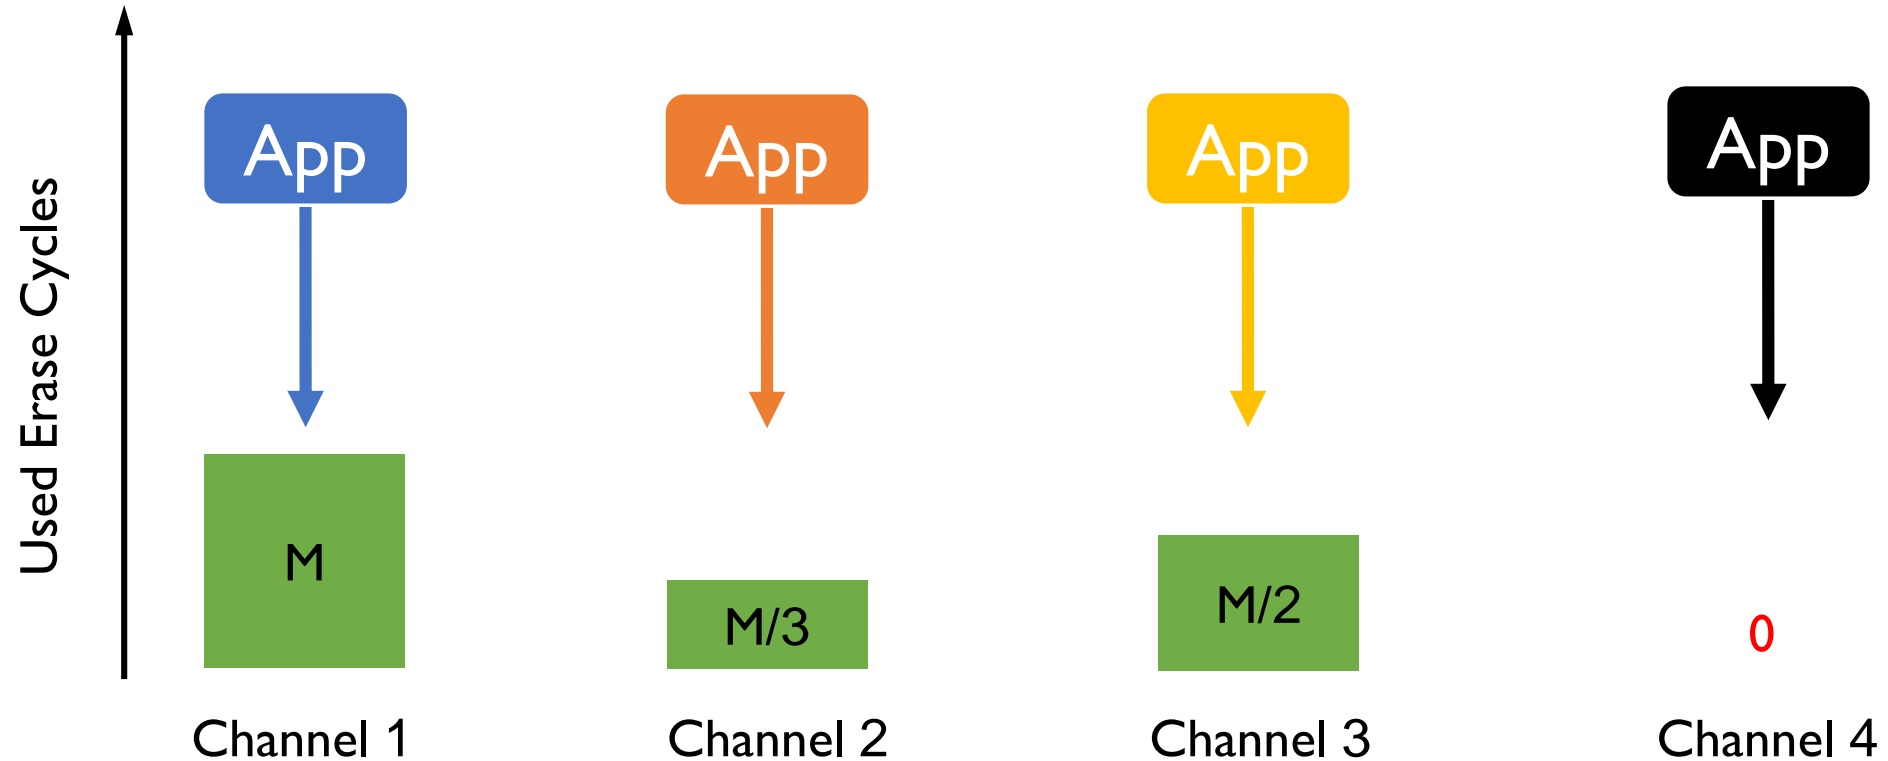 Used Erase Cycles
App
App
App
App
M
M/3
M/2
0
Channel 1
Channel 2
Channel 3
Channel 4